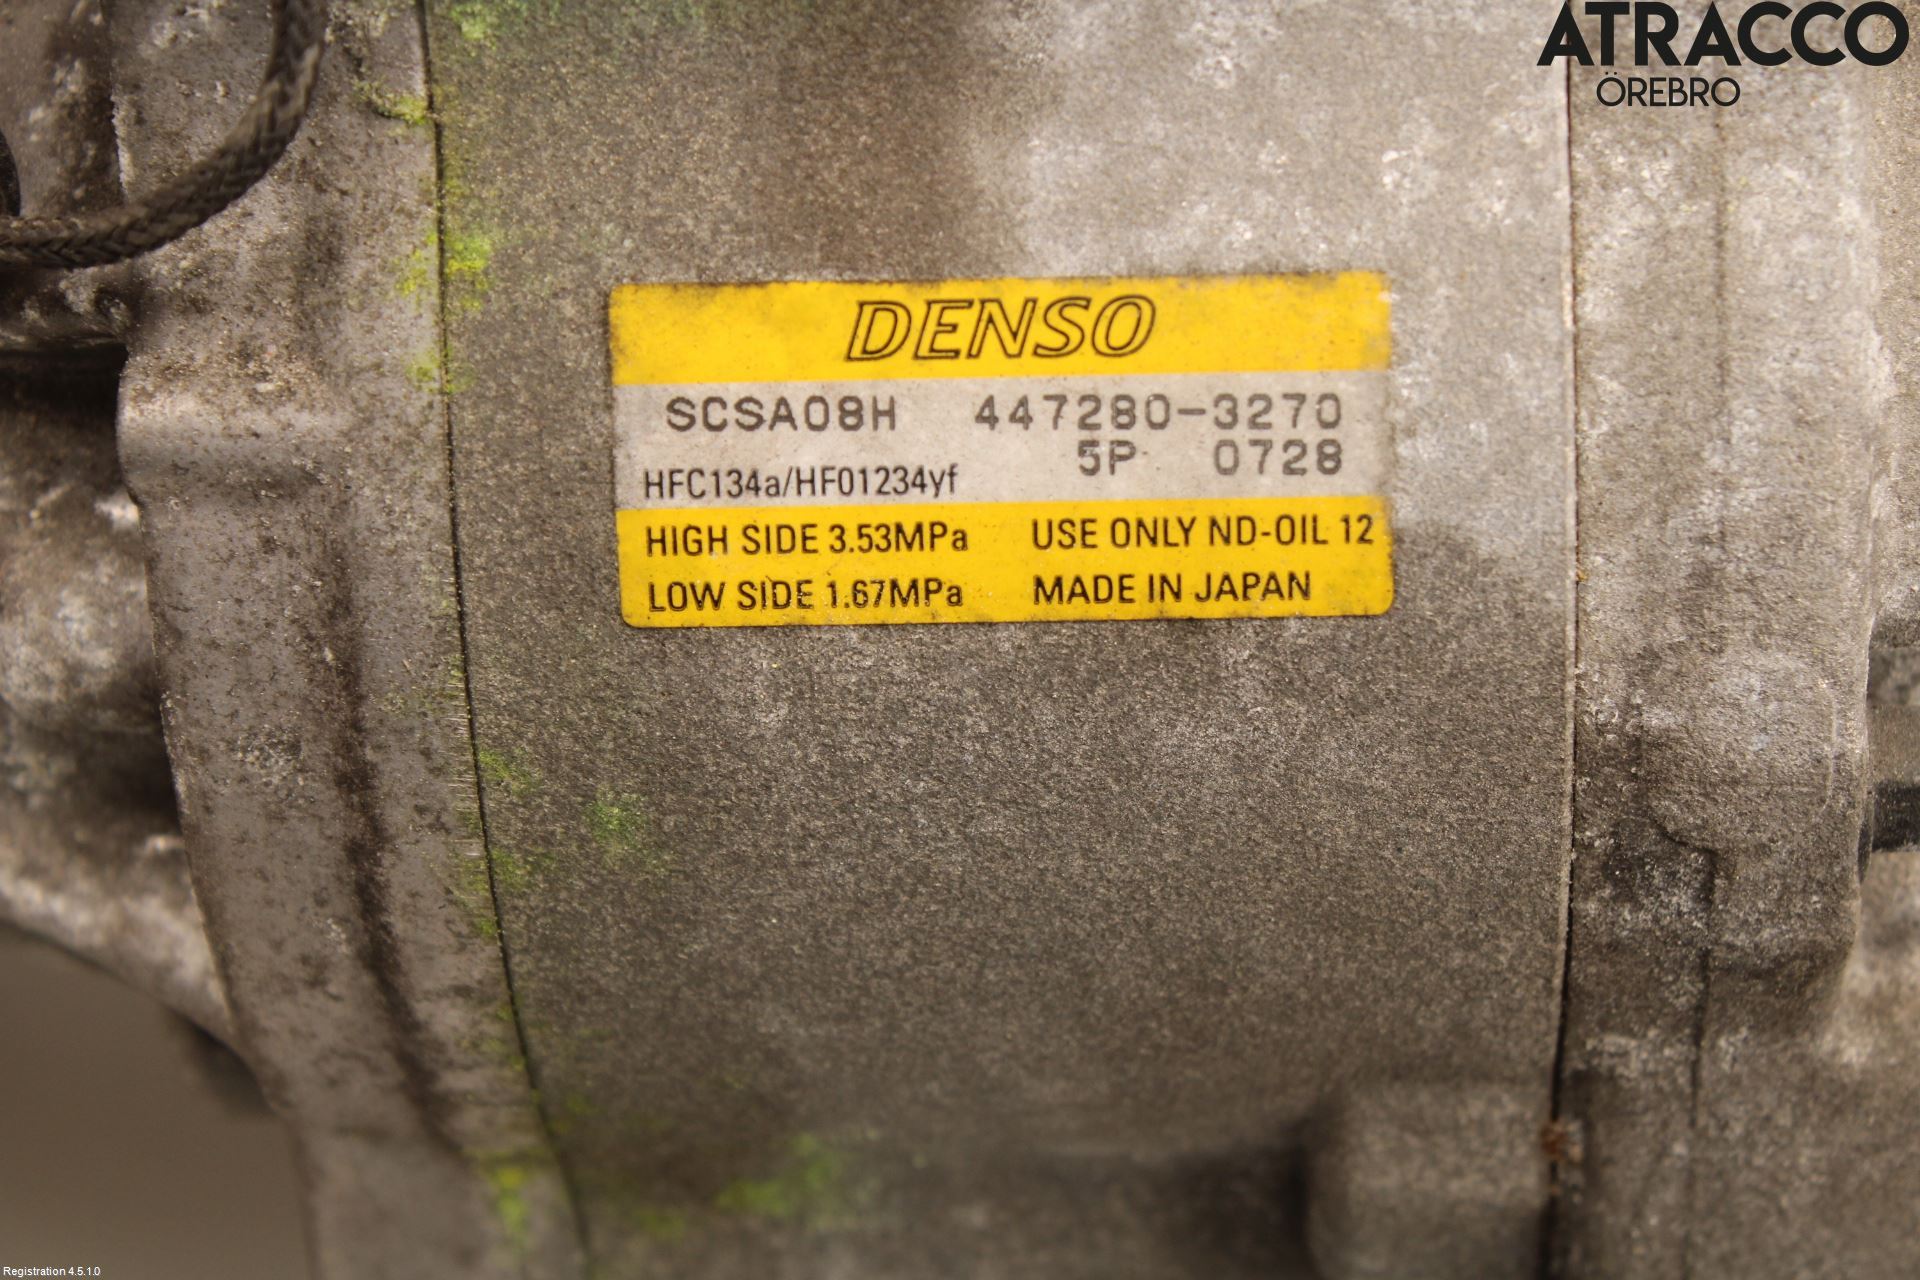 ATRACCO
ÖREBRO
DENSO
SCSA08H 447280-3270
5P 0728
HFC134a/HFO1234yf
HIGH SIDE 3.53MPa USE ONLY ND-OIL 12
LOW SIDE 1.67MPa MADE IN JAPAN
Registration 4.5.1.0